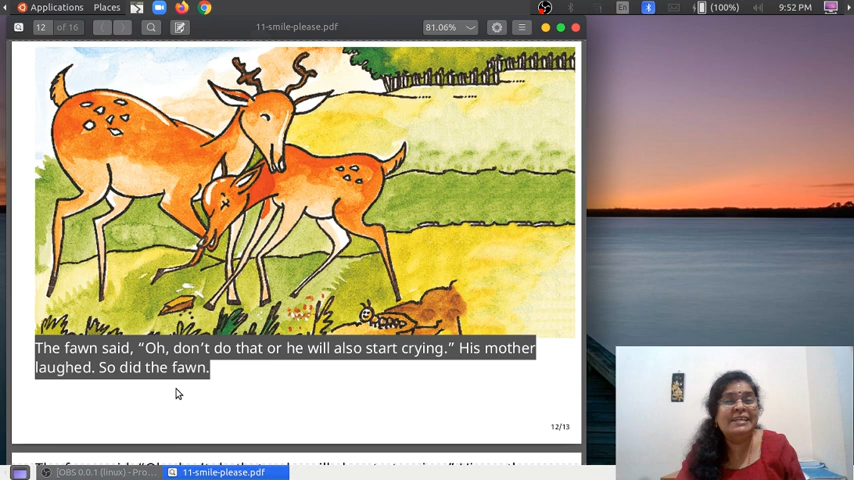 Applications Places En (100%) 9:52 PM
12 of 16 11-smile-please.pdf 81.06%
The fawn said, “Oh, don’t do that or he will also start crying.” His mother
laughed. So did the fawn.
12/13
[OBS 0.0.1 (linux) - Pro... 11-smile-please.pdf